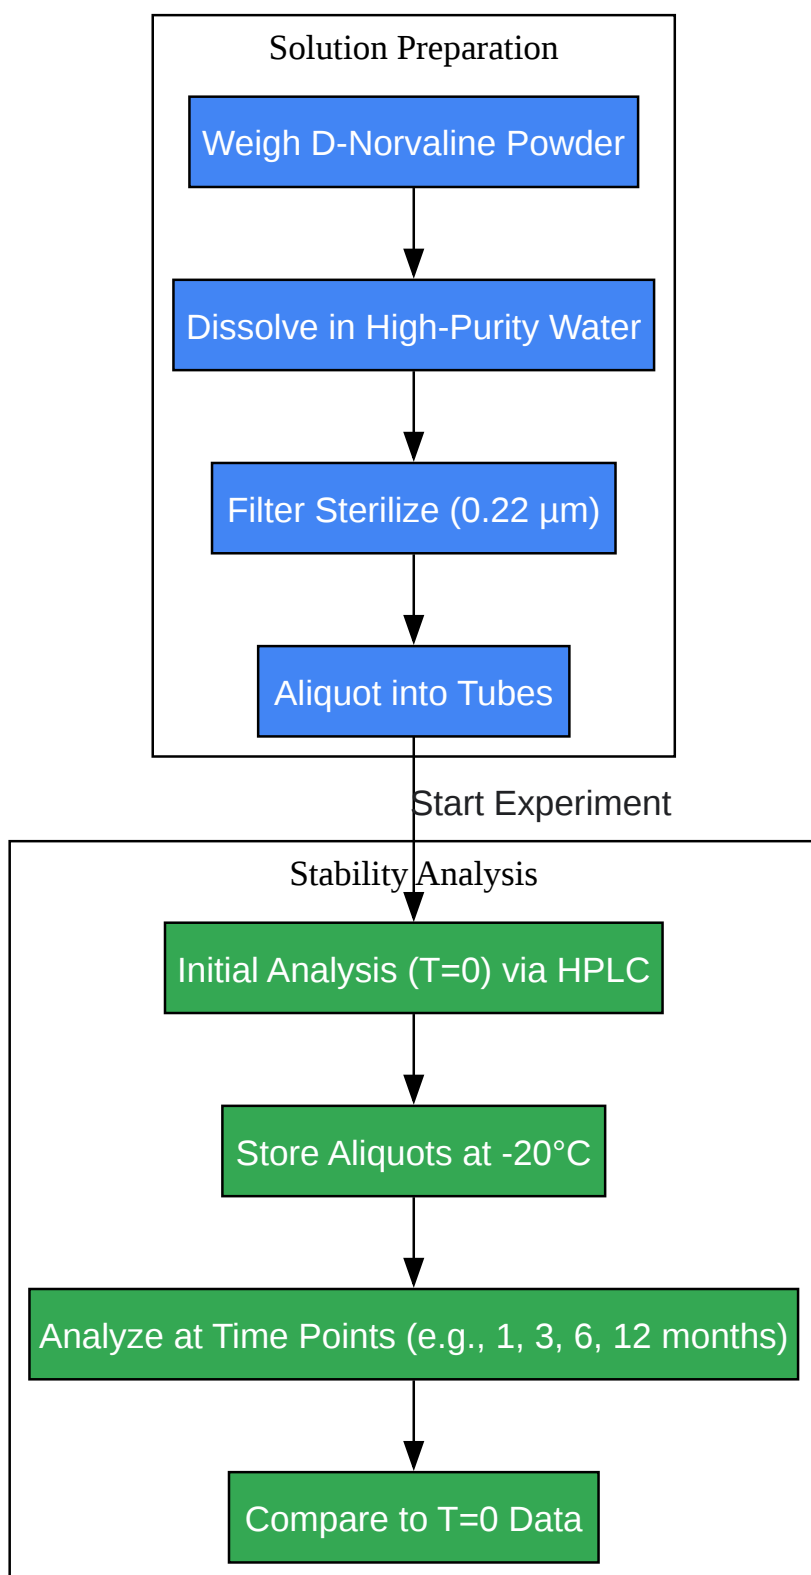 Solution Preparation
Weigh D-Norvaline Powder
Dissolve in High-Purity Water
Filter Sterilize (0.22 µm)
Aliquot into Tubes
Start Experiment
Stability Analysis
Initial Analysis (T=0) via HPLC
Store Aliquots at -20°C
Analyze at Time Points (e.g., 1, 3, 6, 12 months)
Compare to T=0 Data